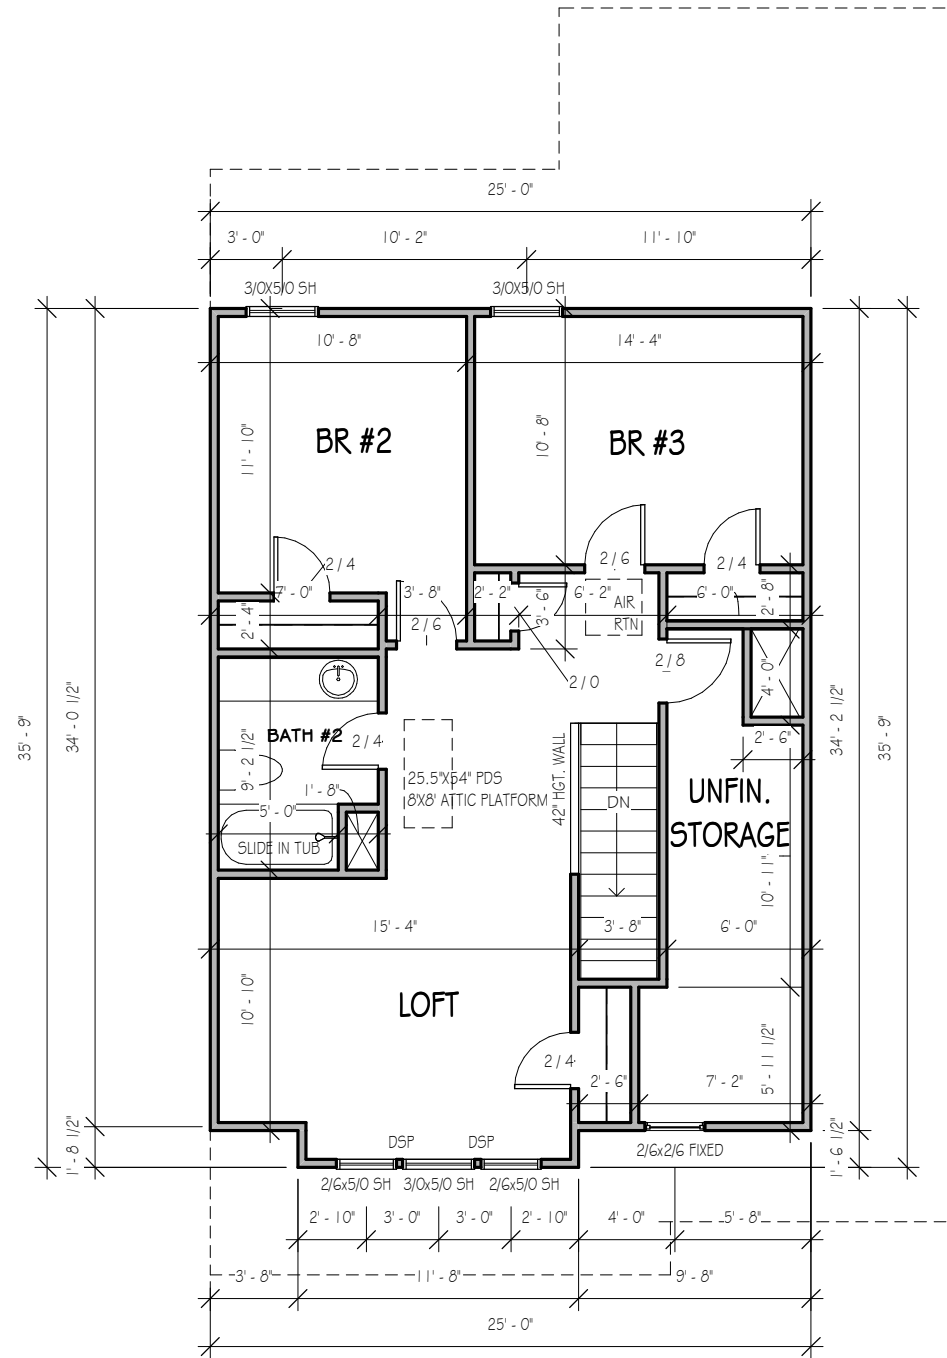 25' - 0"
3' - 0"
10' - 2"
11' - 10"
3/0X5/0 SH
3/0X5/0 SH
10' - 8"
14' - 4"
11' - 10"
BR #2
10' - 8"
BR #3
2 / 4
2 / 6
2 / 4
7' - 0"
3' - 8"
2' - 2"
3' - 6"
6' - 2"
AIR
RTN
6' - 0"
2' - 8"
2' - 4"
2 / 6
2 / 8
2 / 0
4' - 0"
35' - 9"
34' - 0 1/2"
34' - 2 1/2"
35' - 9"
BATH #2
2 / 4
9' - 2 1/2"
2' - 6"
42" HGT. WALL
25.5"X54" PDS
8'X8' ATTIC PLATFORM
1' - 8"
DN
UNFIN.
STORAGE
5' - 0"
SLIDE IN TUB
10' - 11"
15' - 4"
3' - 8"
6' - 0"
10' - 10"
LOFT
2 / 4
2' - 6"
7' - 2"
5' - 11 1/2"
1' - 8 1/2"
1' - 6 1/2"
DSP
DSP
2/6x2/6 FIXED
2/6x5/0 SH
3/0x5/0 SH
2/6x5/0 SH
2' - 10"
3' - 0"
3' - 0"
2' - 10"
4' - 0"
5' - 8"
3' - 8"
11' - 8"
9' - 8"
25' - 0"